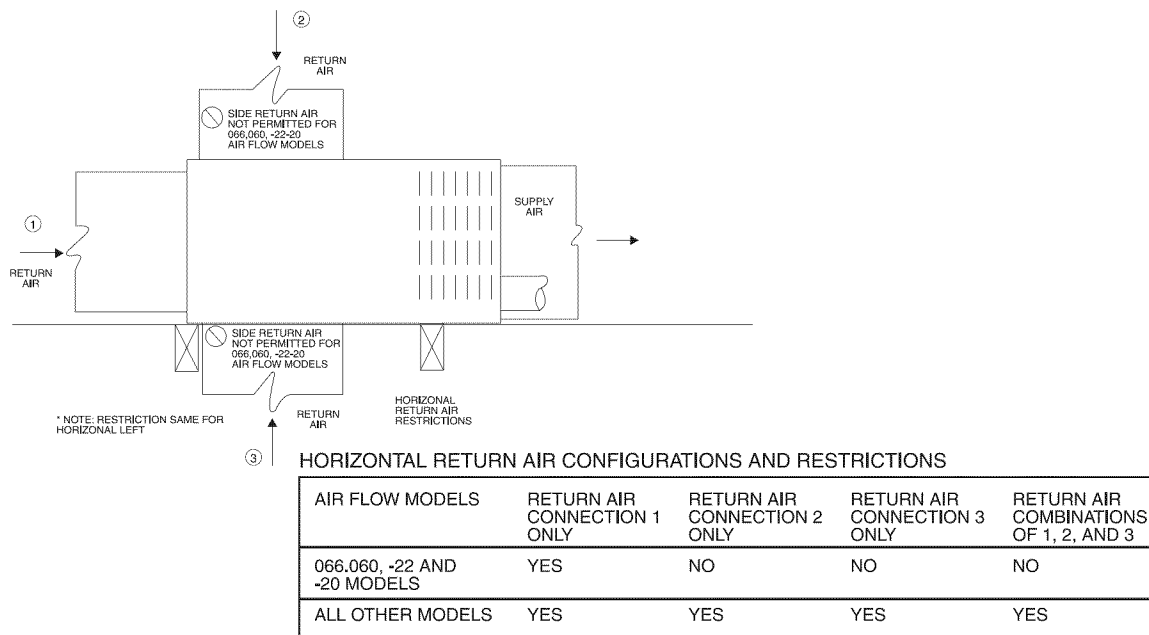 ②
RETURN
AIR
SIDE RETURN AIR
NOT PERMITTED FOR
066,060, -22-20
AIR FLOW MODELS
SUPPLY
AIR
①
RETURN
AIR
SIDE RETURN AIR
NOT PERMITTED FOR
066,060, -22-20
AIR FLOW MODELS
* NOTE: RESTRICTION SAME FOR
HORIZONAL LEFT
RETURN
AIR
③
HORIZONAL
RETURN AIR
RESTRICTIONS
HORIZONTAL RETURN AIR CONFIGURATIONS AND RESTRICTIONS
AIR FLOW MODELS
RETURN AIR
CONNECTION 1
ONLY
RETURN AIR
CONNECTION 2
ONLY
RETURN AIR
CONNECTION 3
ONLY
RETURN AIR
COMBINATIONS
OF 1, 2, AND 3
066.060, -22 AND
-20 MODELS
YES
NO
NO
NO
ALL OTHER MODELS
YES
YES
YES
YES